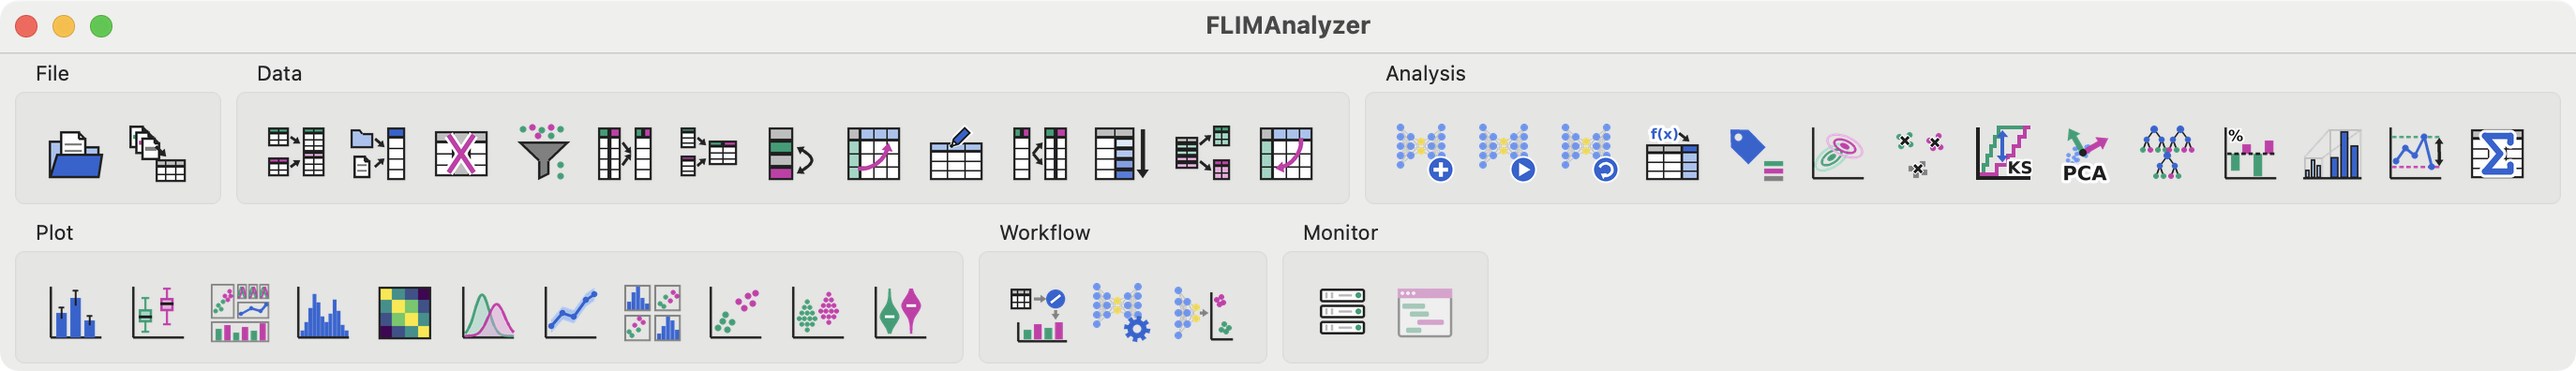 FLIMAnalyzer
File
Data
Analysis
f(x)
KS
PCA
%
Σ
Plot
Workflow
Monitor